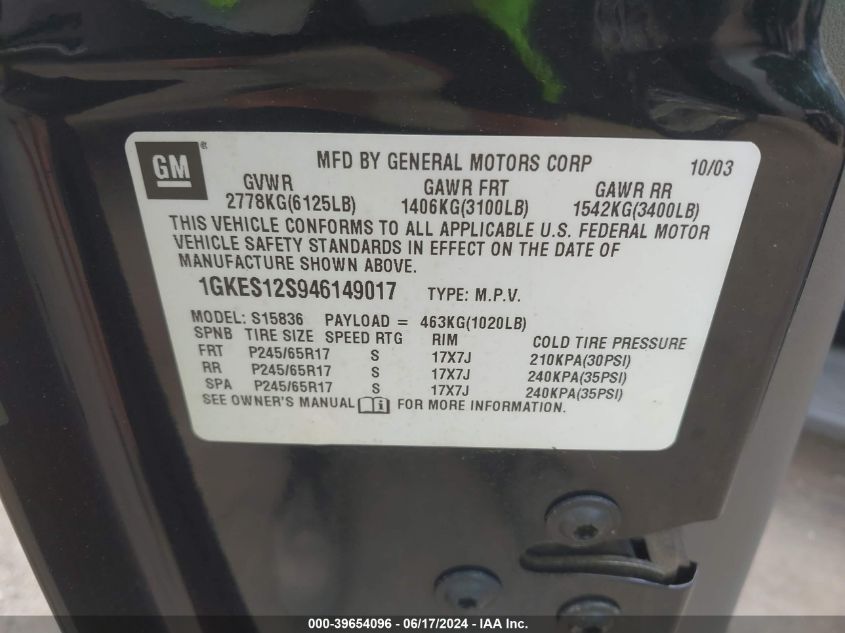 GM®
MFD BY GENERAL MOTORS CORP 10/03
GVWR GAWR FRT GAWR RR
2778KG(6125LB) 1406KG(3100LB) 1542KG(3400LB)
THIS VEHICLE CONFORMS TO ALL APPLICABLE U.S. FEDERAL MOTOR
VEHICLE SAFETY STANDARDS IN EFFECT ON THE DATE OF
MANUFACTURE SHOWN ABOVE.
1GKES12S946149017 TYPE: M.P.V.
MODEL: S15836 PAYLOAD = 463KG(1020LB)
SPNB TIRE SIZE SPEED RTG RIM COLD TIRE PRESSURE
FRT P245/65R17 S 17X7J 210KPA(30PSI)
RR P245/65R17 S 17X7J 240KPA(35PSI)
SPA P245/65R17 S 17X7J 240KPA(35PSI)
SEE OWNER'S MANUAL i FOR MORE INFORMATION.
000-39654096 - 06/17/2024 - IAA Inc.